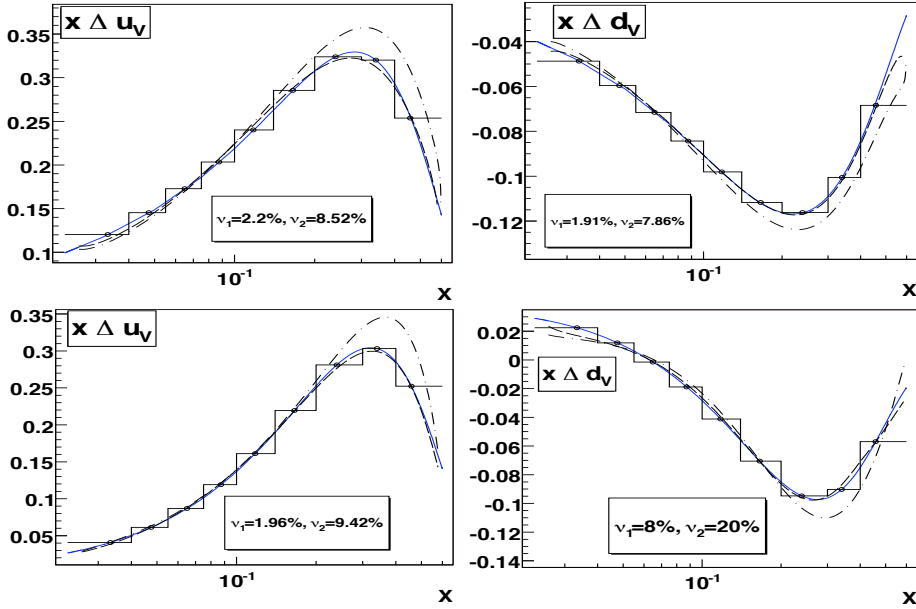 x Δ u_V
0.35
0.3
0.25
0.2
0.15
0.1
ν₁=2.2%, ν₂=8.52%
10⁻¹
x
x Δ d_V
-0.04
-0.06
-0.08
-0.1
-0.12
ν₁=1.91%, ν₂=7.86%
10⁻¹
x
x Δ u_V
0.35
0.3
0.25
0.2
0.15
0.1
0.05
ν₁=1.96%, ν₂=9.42%
10⁻¹
x
x Δ d_V
0.02
0
-0.02
-0.04
-0.06
-0.08
-0.1
-0.12
-0.14
ν₁=8%, ν₂=20%
10⁻¹
x